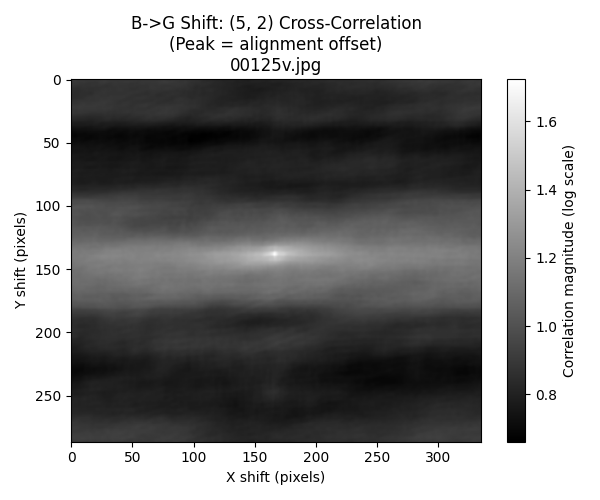 B->G Shift: (5, 2) Cross-Correlation
(Peak = alignment offset)
00125v.jpg
0
50
100
150
200
250
Y shift (pixels)
0 50 100 150 200 250 300
X shift (pixels)
1.6
1.4
1.2
1.0
0.8
Correlation magnitude (log scale)